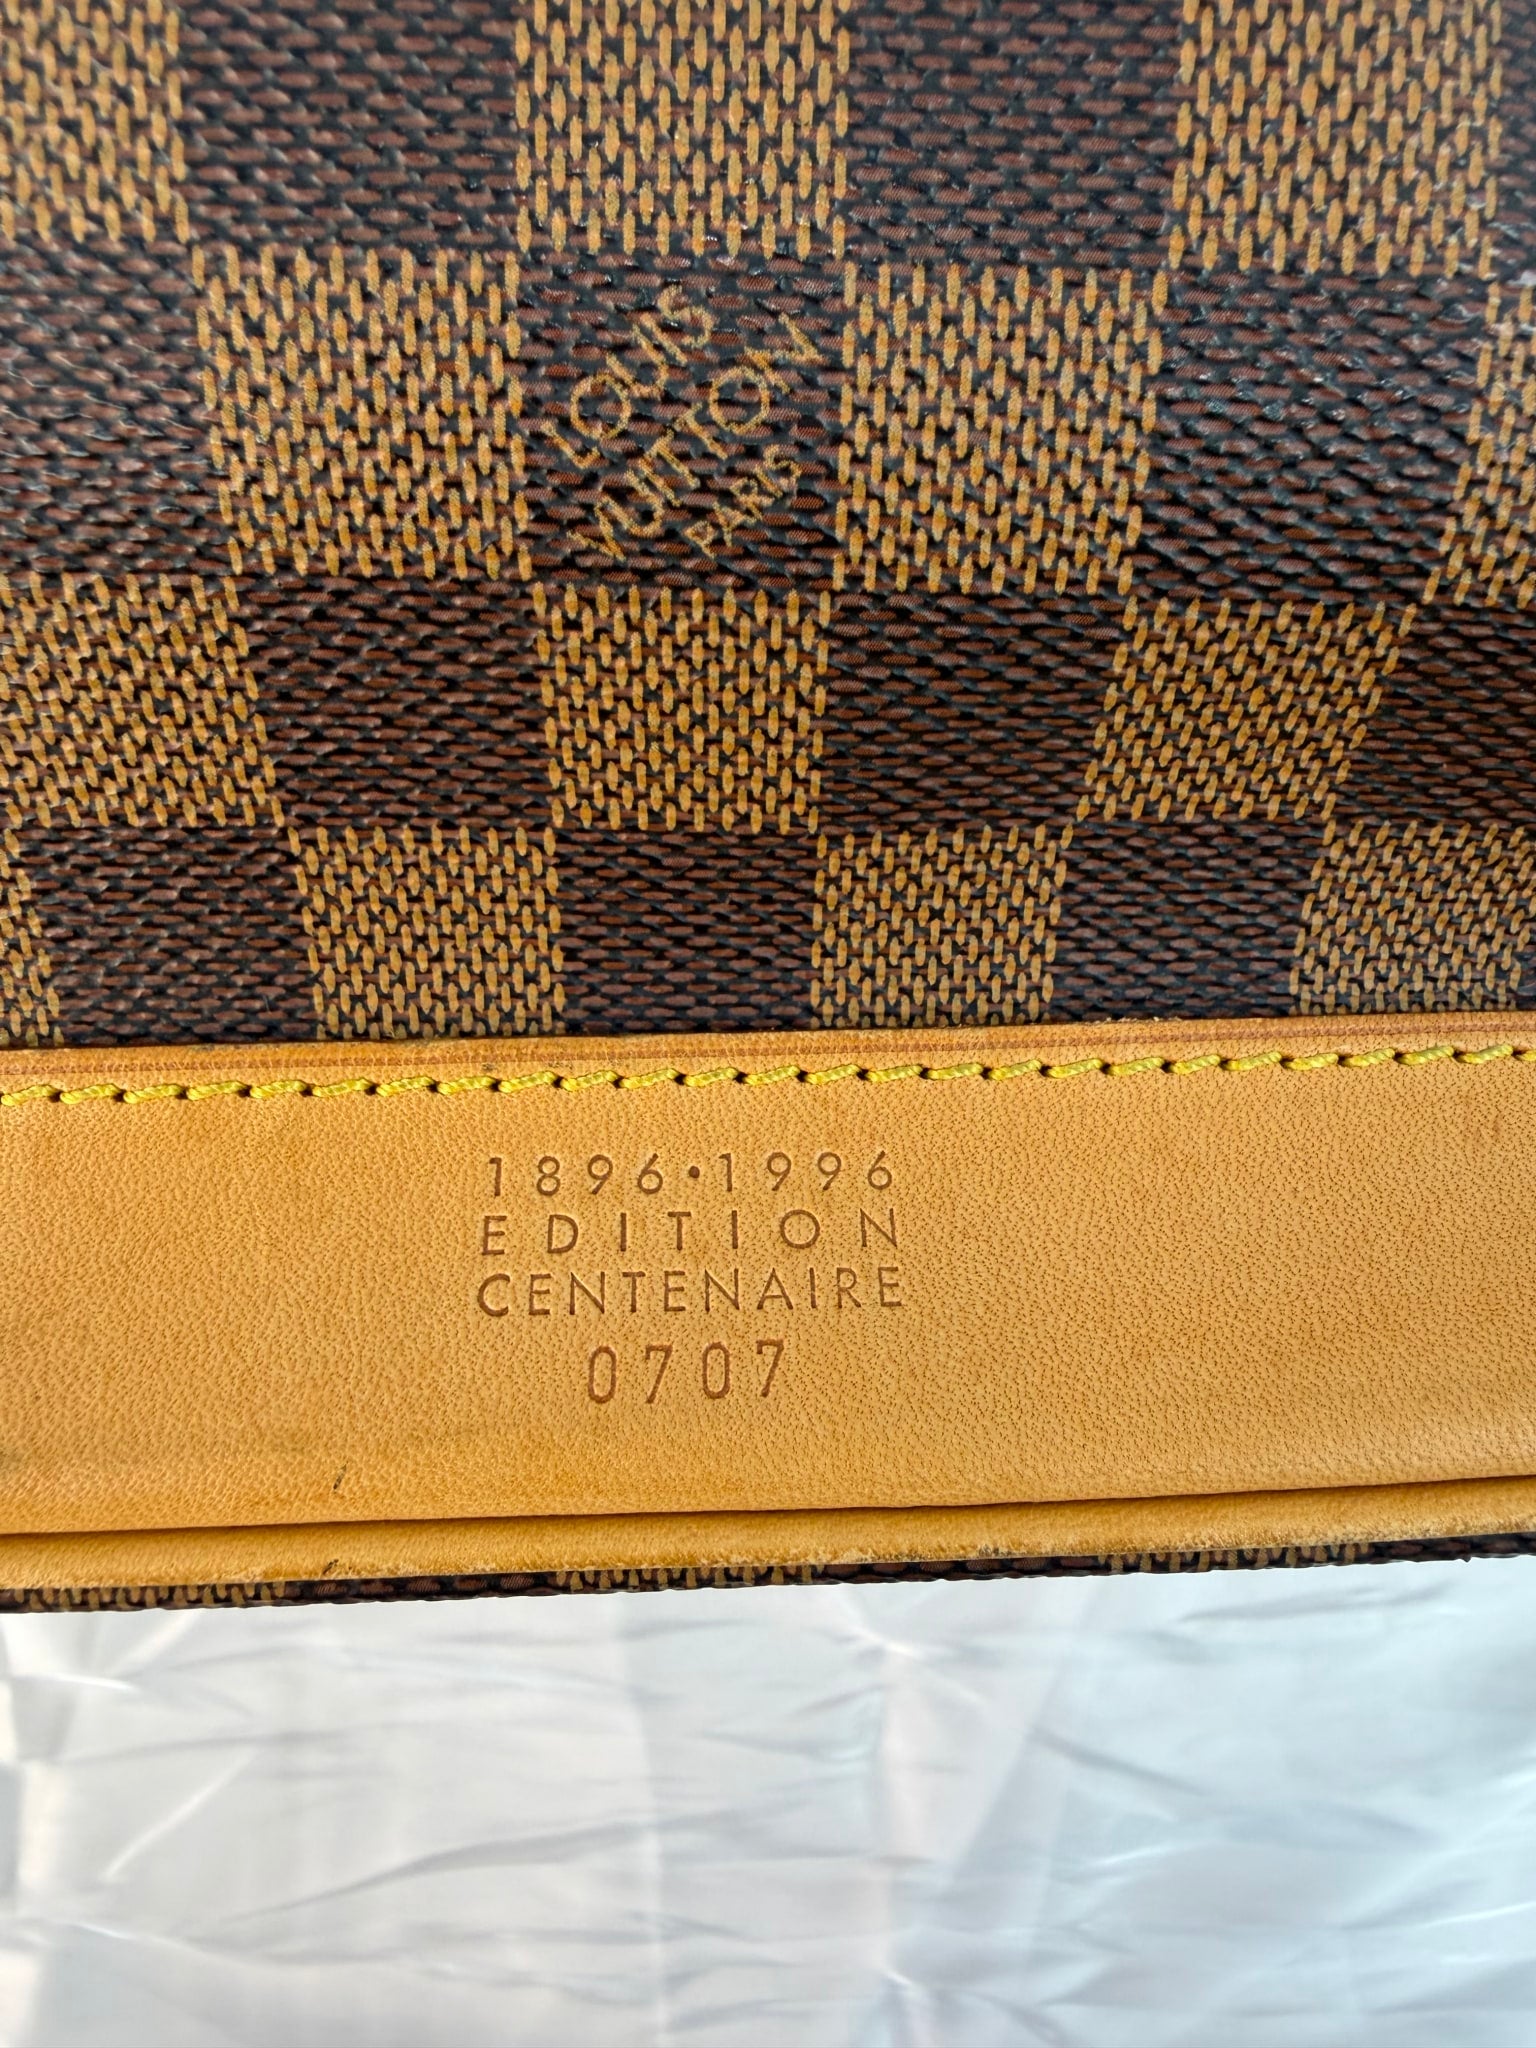 LOUIS
VUITTON
PARIS
1896•1996
EDITION
CENTENAIRE
0707